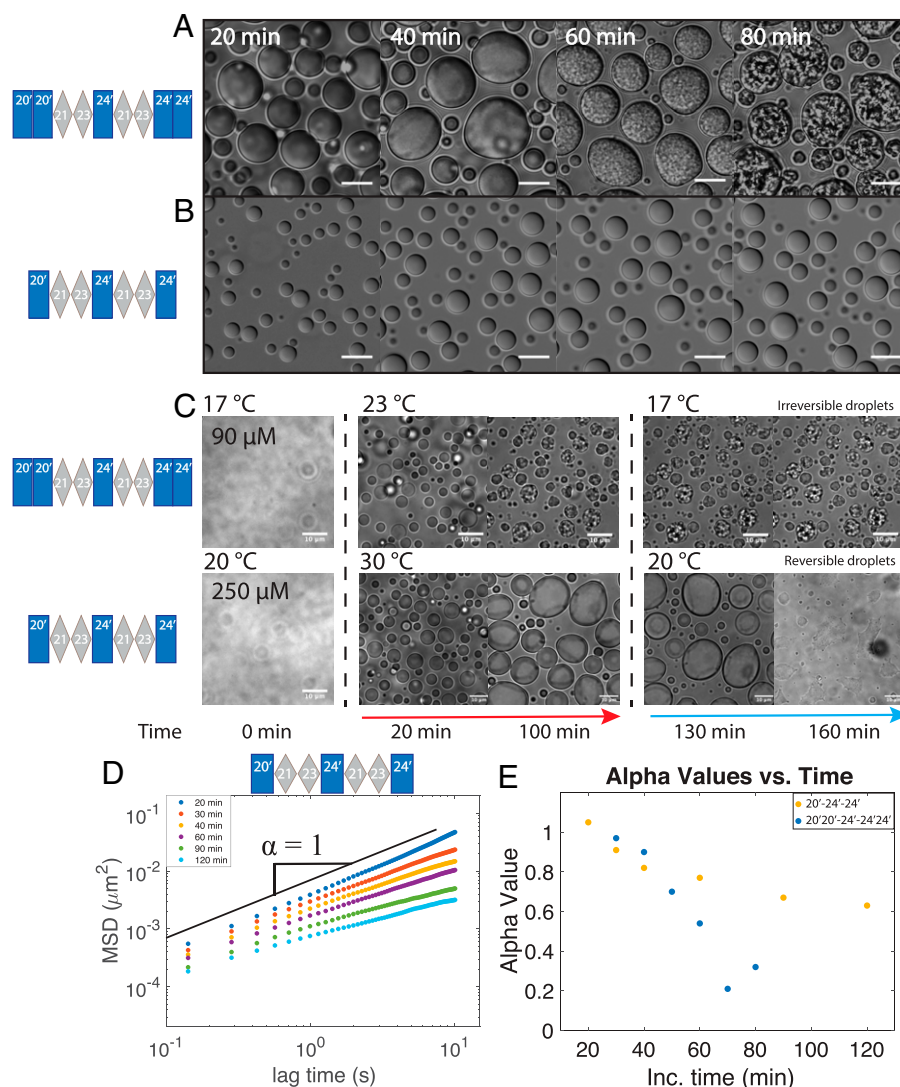 A
20 min 40 min 60 min 80 min
20′ 20′ 21 23 24′ 21 23 24′ 24′
B
20′ 21 23 24′ 21 23 24′
C
17 °C 23 °C 17 °C Irreversible droplets
90 μM
20′ 20′ 21 23 24′ 21 23 24′ 24′
10 μm
20 °C 30 °C 20 °C Reversible droplets
250 μM
20′ 21 23 24′ 21 23 24′
10 μm
Time 0 min 20 min 100 min 130 min 160 min
D
20′ 21 23 24′ 21 23 24′
20 min
30 min
40 min
60 min
90 min
120 min
α = 1
MSD (μm²)
10⁻¹
10⁻²
10⁻³
10⁻⁴
10⁻¹ 10⁰ 10¹
lag time (s)
E
Alpha Values vs. Time
20′-24′-24′
20′20′-24′-24′24′
Alpha Value
1
0.8
0.6
0.4
0.2
0
20 40 60 80 100 120
Inc. time (min)